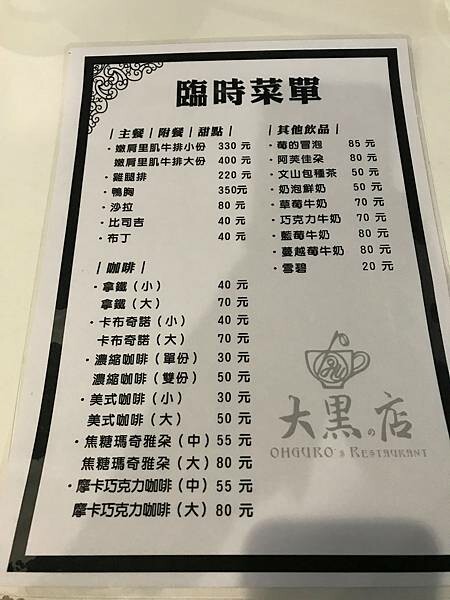 臨時菜單
|主餐|附餐|甜點|
・嫩肩里肌牛排小份 330 元
嫩肩里肌牛排大份 400 元
・雞腿排 220 元
・鴨胸 350元
・沙拉 80 元
・比司吉 40 元
・布丁 40 元
|咖啡|
・拿鐵(小) 40 元
拿鐵(大) 70 元
・卡布奇諾(小) 40 元
卡布奇諾(大) 70 元
・濃縮咖啡(單份) 30 元
濃縮咖啡(雙份) 50 元
・美式咖啡(小) 30 元
美式咖啡(大) 50 元
・焦糖瑪奇雅朵(中) 55 元
焦糖瑪奇雅朵(大) 80 元
・摩卡巧克力咖啡(中) 55 元
摩卡巧克力咖啡(大) 80 元
|其他飲品|
・莓的冒泡 85 元
・阿芙佳朵 80 元
・文山包種茶 50 元
・奶泡鮮奶 50 元
・草莓牛奶 70 元
・巧克力牛奶 70 元
・藍莓牛奶 80 元
・蔓越莓牛奶 80 元
・雪碧 20 元
大黑の店
OHGURO's RESTAURANT